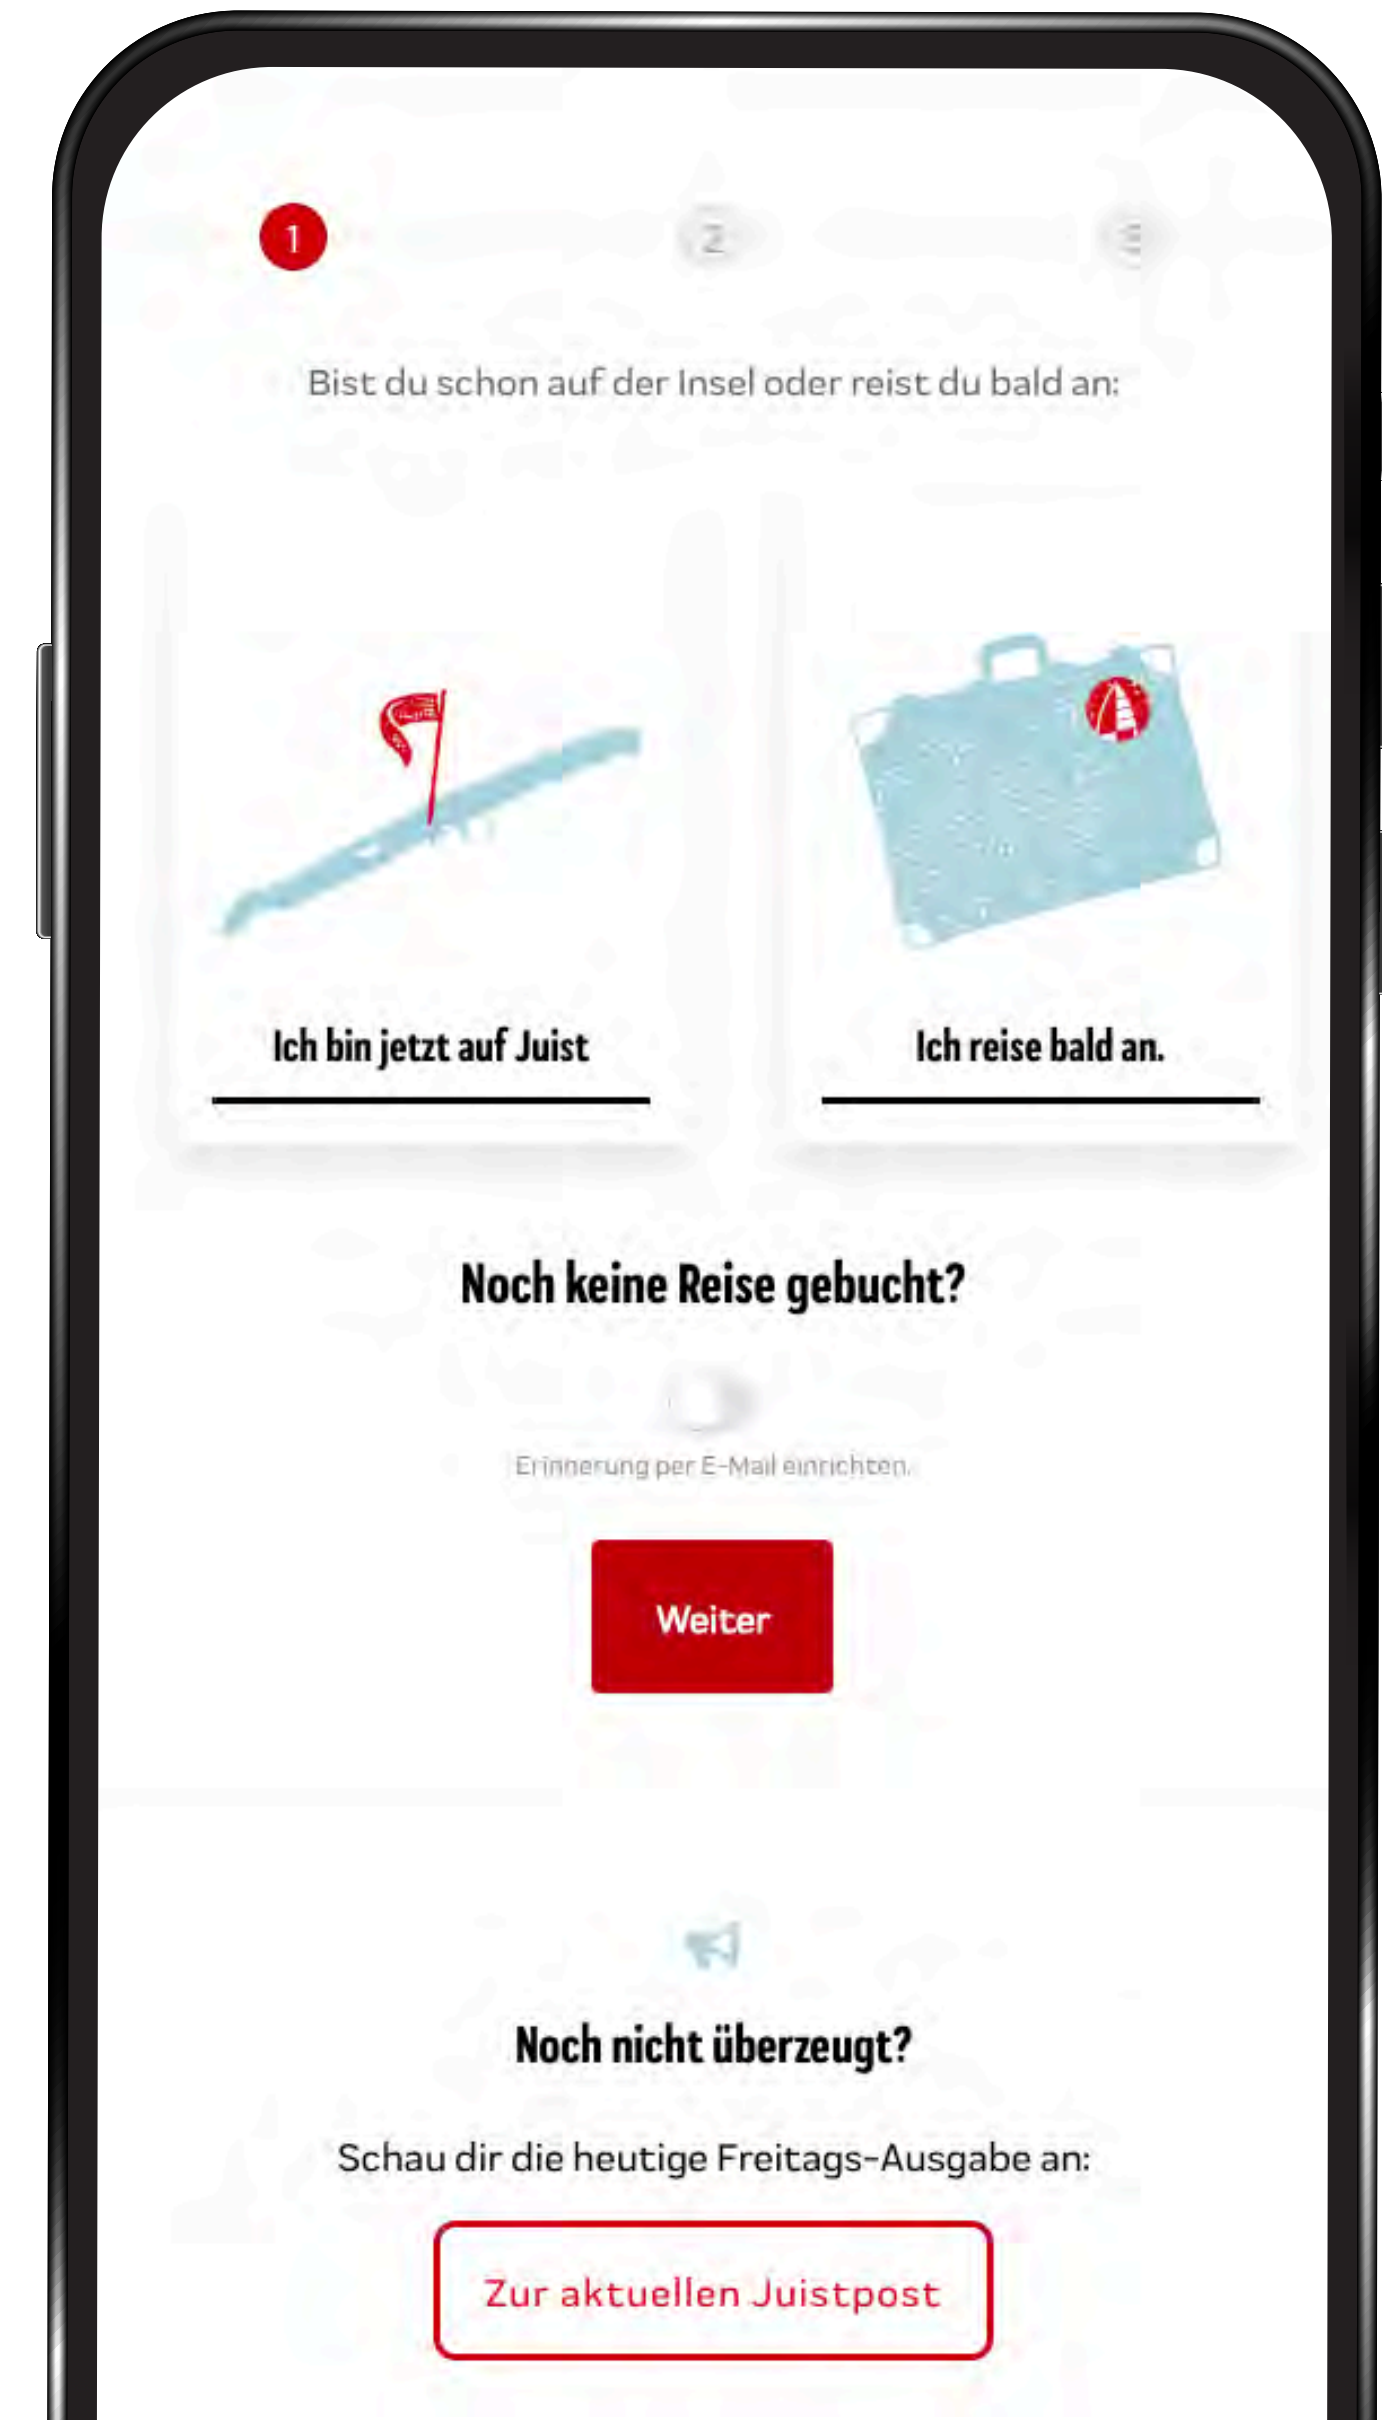 1 2 3
Bist du schon auf der Insel oder reist du bald an:
Ich bin jetzt auf Juist
Ich reise bald an.
Noch keine Reise gebucht?
Erinnerung per E-Mail einrichten.
Weiter
Noch nicht überzeugt?
Schau dir die heutige Freitags-Ausgabe an:
Zur aktuellen Juistpost